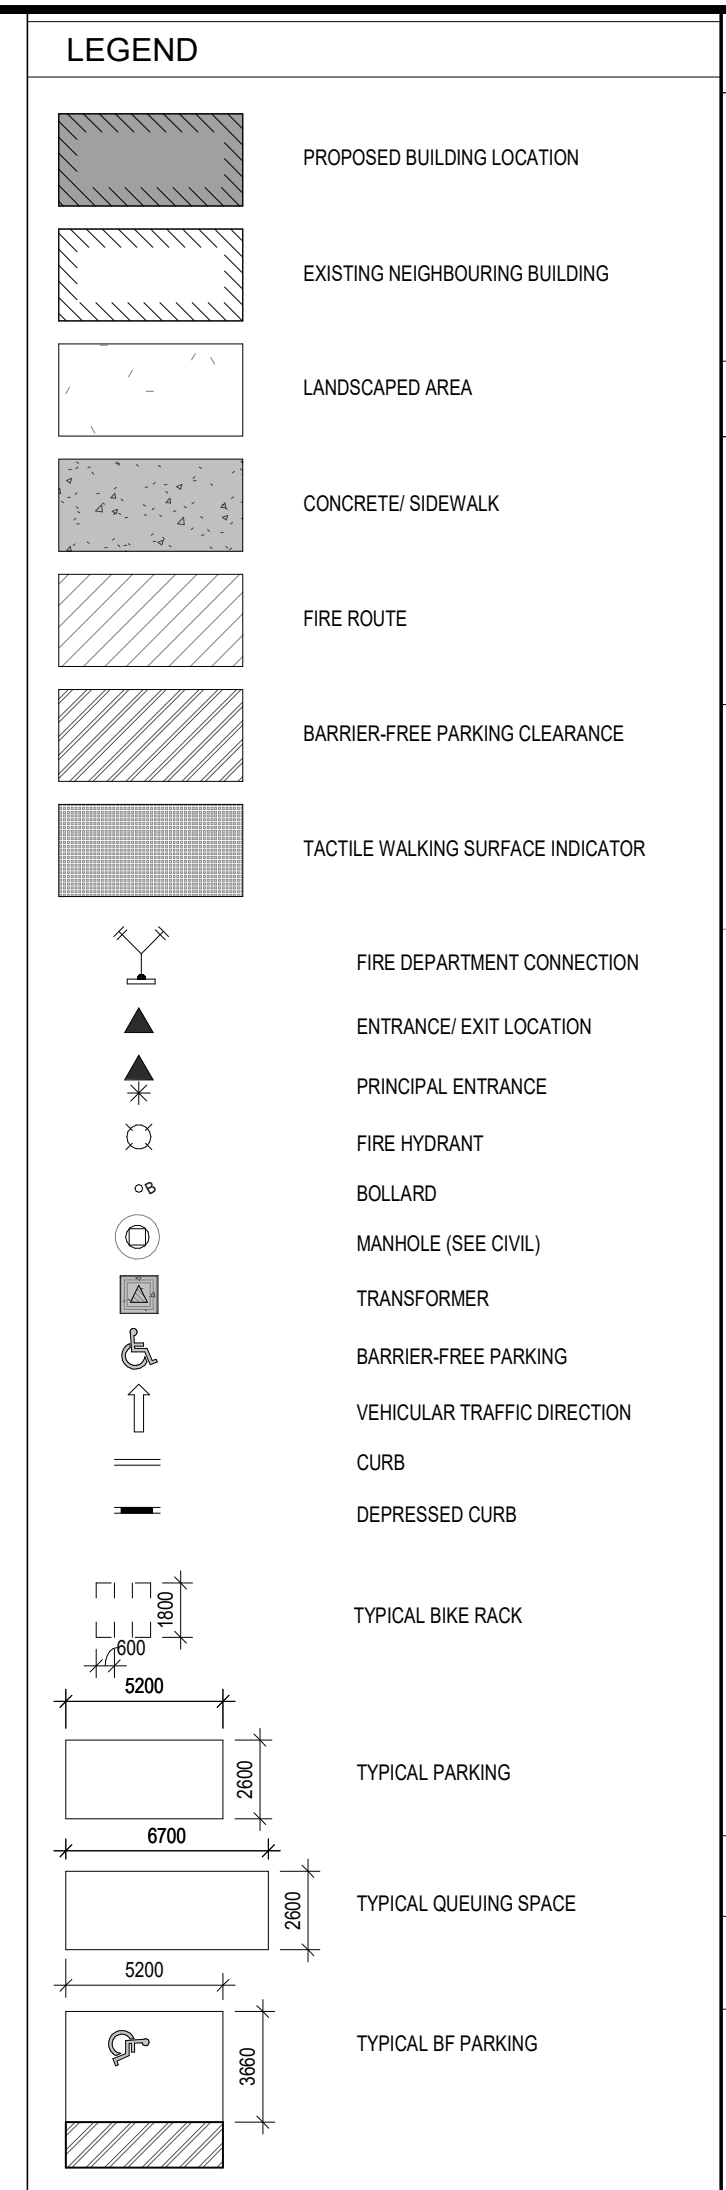 LEGEND
PROPOSED BUILDING LOCATION
EXISTING NEIGHBOURING BUILDING
LANDSCAPED AREA
CONCRETE/ SIDEWALK
FIRE ROUTE
BARRIER-FREE PARKING CLEARANCE
TACTILE WALKING SURFACE INDICATOR
FIRE DEPARTMENT CONNECTION
ENTRANCE/ EXIT LOCATION
PRINCIPAL ENTRANCE
FIRE HYDRANT
B
BOLLARD
MANHOLE (SEE CIVIL)
TRANSFORMER
BARRIER-FREE PARKING
VEHICULAR TRAFFIC DIRECTION
CURB
DEPRESSED CURB
1800
TYPICAL BIKE RACK
600
5200
2600
TYPICAL PARKING
6700
2600
TYPICAL QUEUING SPACE
5200
3660
TYPICAL BF PARKING